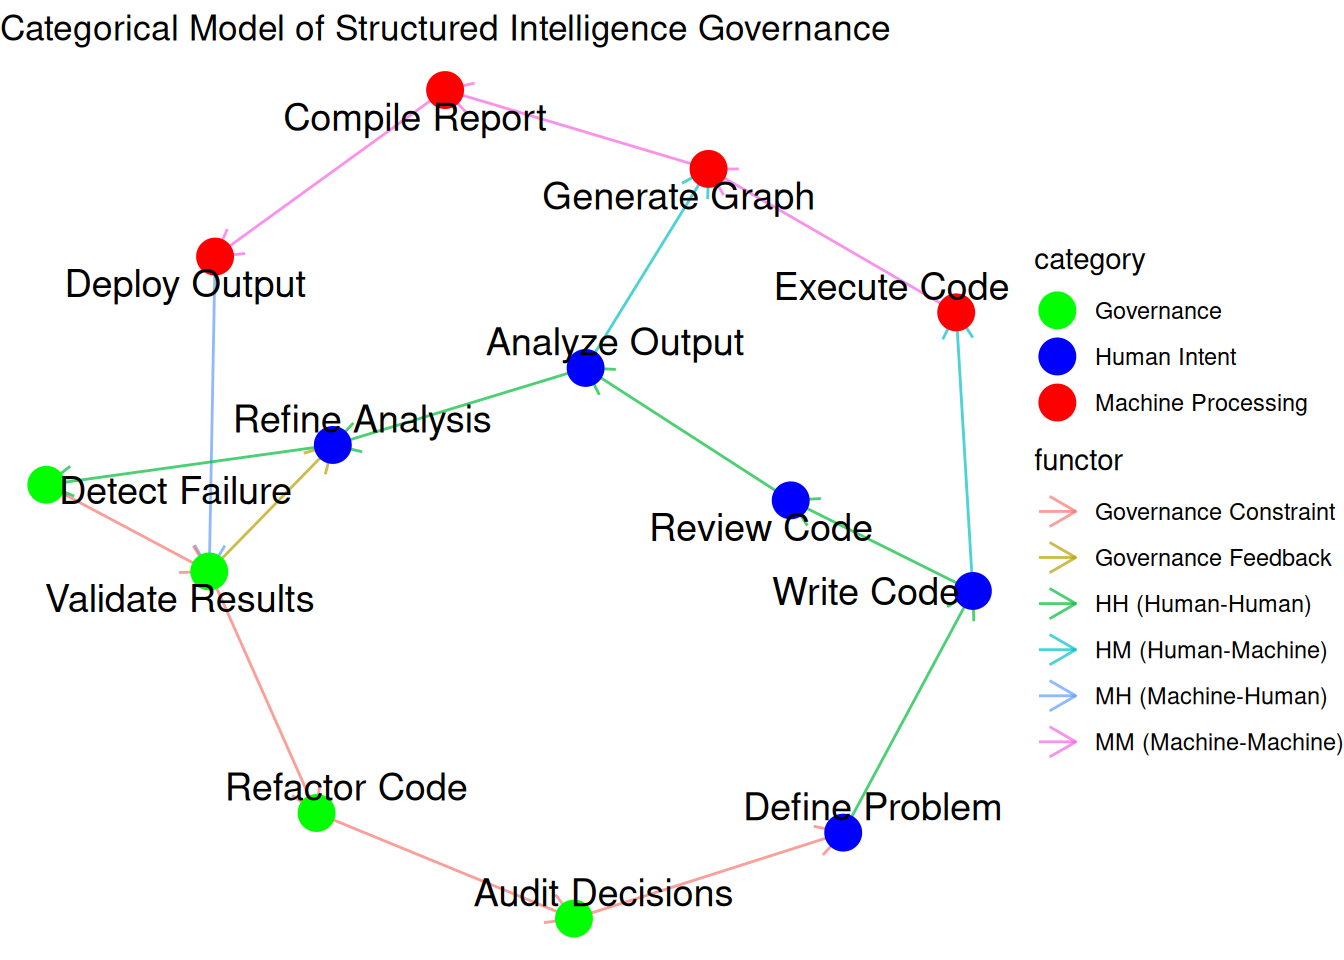 Categorical Model of Structured Intelligence Governance
Compile Report
Generate Graph
Deploy Output
Execute Code
Analyze Output
Refine Analysis
Detect Failure
Review Code
Validate Results
Write Code
Refactor Code
Define Problem
Audit Decisions
category
Governance
Human Intent
Machine Processing
functor
Governance Constraint
Governance Feedback
HH (Human-Human)
HM (Human-Machine)
MH (Machine-Human)
MM (Machine-Machine)